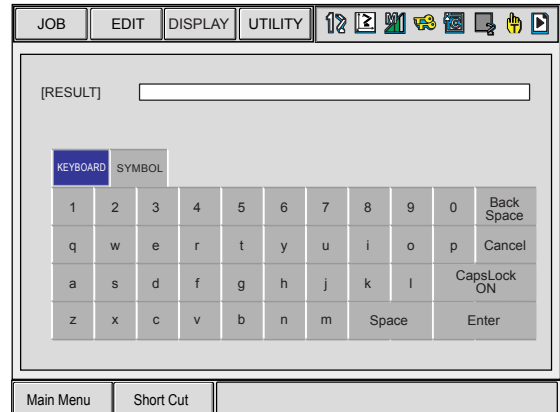 JOB EDIT DISPLAY UTILITY
[RESULT]
KEYBOARD SYMBOL
1 2 3 4 5 6 7 8 9 0 Back Space
q w e r t y u i o p Cancel
a s d f g h j k l CapsLock ON
z x c v b n m Space Enter
Main Menu Short Cut